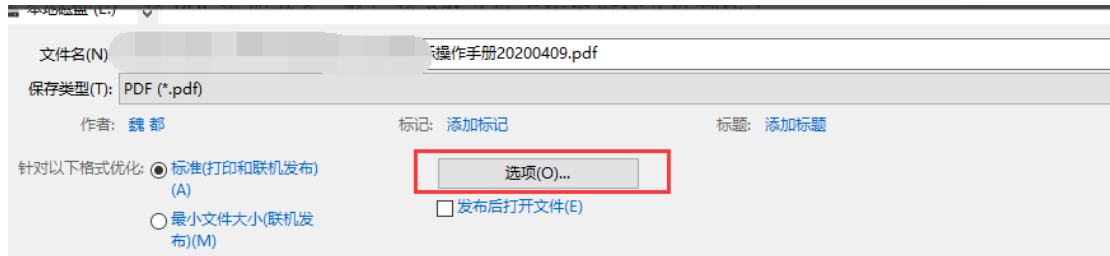 本地磁盘 (E:)
文件名(N)
操作手册20200409.pdf
保存类型(T): PDF (*.pdf)
作者: 魏 都
标记: 添加标记
标题: 添加标题
针对以下格式优化:
标准(打印和联机发布)
(A)
最小文件大小(联机发
布)(M)
选项(O)...
发布后打开文件(E)